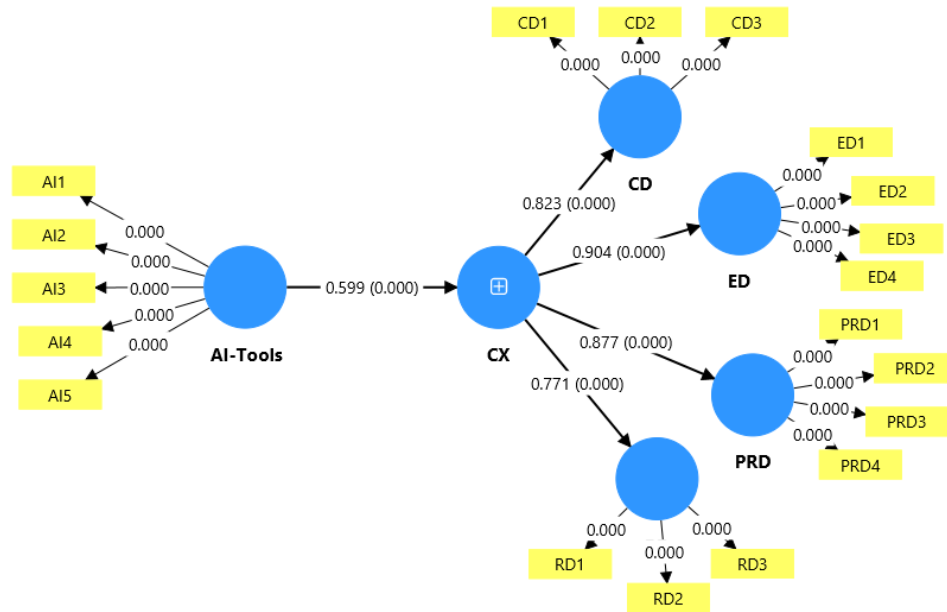 CD1
CD2
CD3
0.000
0.000
0.000
CD
0.823 (0.000)
ED1
ED2
ED3
ED4
0.000
0.000
0.000
0.000
ED
0.904 (0.000)
AI1
AI2
AI3
AI4
AI5
0.000
0.000
0.000
0.000
0.000
AI-Tools
0.599 (0.000)
CX
0.877 (0.000)
0.771 (0.000)
PRD1
PRD2
PRD3
PRD4
0.000
0.000
0.000
0.000
PRD
0.000
0.000
0.000
RD1
RD2
RD3